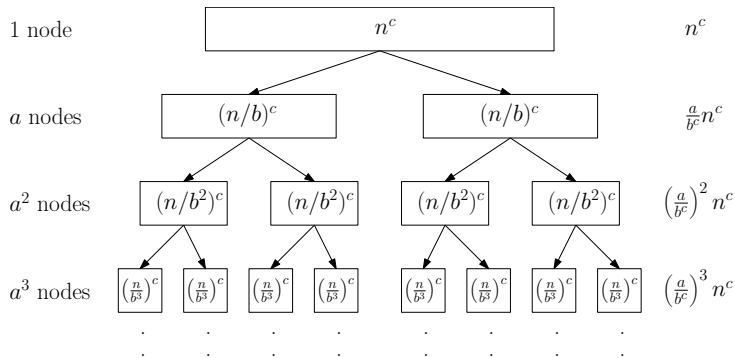 1 node n^c n^c
a nodes (n/b)^c (n/b)^c a/b^c n^c
a^2 nodes (n/b^2)^c (n/b^2)^c (n/b^2)^c (n/b^2)^c (a/b^c)^2 n^c
a^3 nodes (n/b^3)^c (n/b^3)^c (n/b^3)^c (n/b^3)^c (n/b^3)^c (n/b^3)^c (n/b^3)^c (n/b^3)^c (a/b^c)^3 n^c
. . . . . . . .
. . . . . . . .